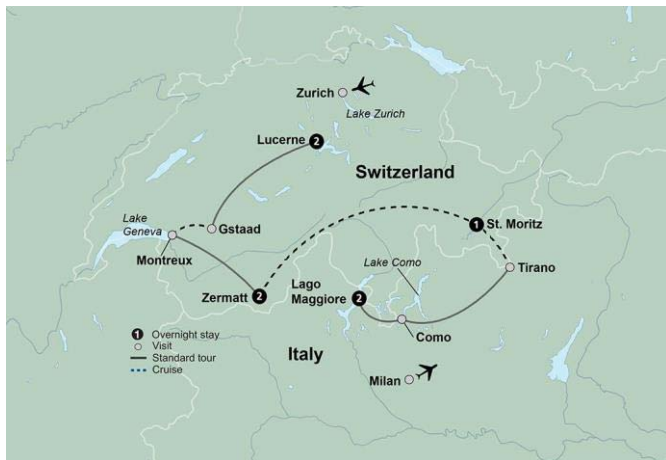 Zurich
Lake Zurich
Lucerne
2
Switzerland
Lake
Geneva
Gstaad
1
St. Moritz
Montreux
Lake Como
Tirano
Zermatt
2
Lago
Maggiore
2
Como
Italy
Milan
1 Overnight stay
Visit
Standard tour
Cruise